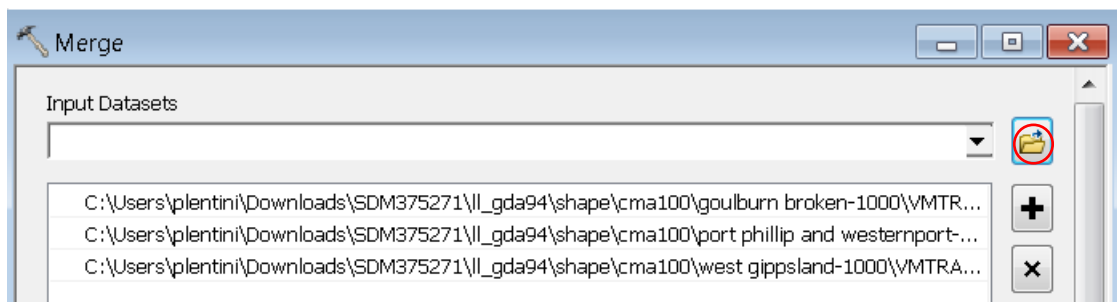 Merge
Input Datasets
C:\Users\plentini\Downloads\SDM375271\ll_gda94\shape\cma100\goulburn broken-1000\VMTR...
C:\Users\plentini\Downloads\SDM375271\ll_gda94\shape\cma100\port phillip and westernport-...
C:\Users\plentini\Downloads\SDM375271\ll_gda94\shape\cma100\west gippsland-1000\VMTRA...